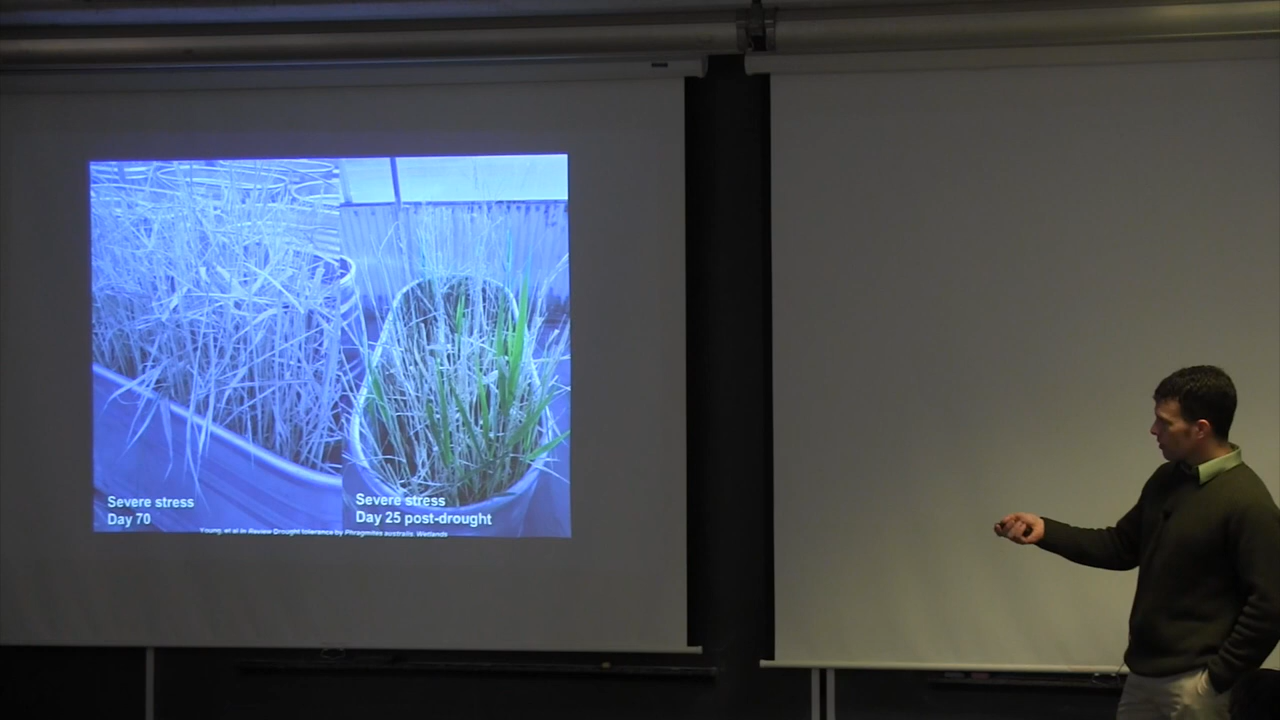 Severe stress
Day 70
Severe stress
Day 25 post-drought
Young, et al In Review Drought tolerance by Phragmites australis. Wetlands